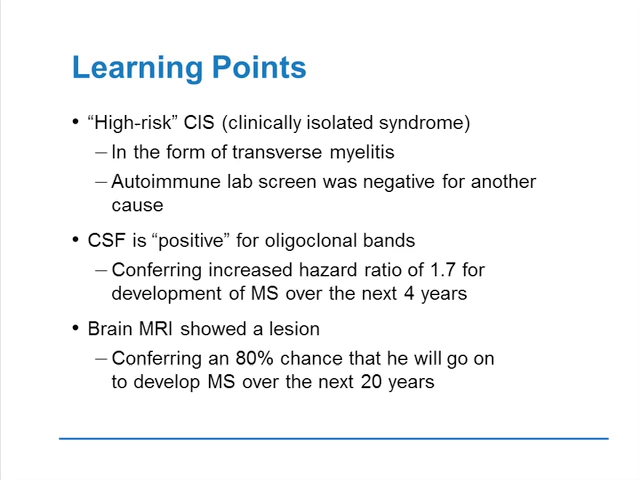 Learning Points
• “High-risk” CIS (clinically isolated syndrome)
– In the form of transverse myelitis
– Autoimmune lab screen was negative for another
cause
• CSF is “positive” for oligoclonal bands
– Conferring increased hazard ratio of 1.7 for
development of MS over the next 4 years
• Brain MRI showed a lesion
– Conferring an 80% chance that he will go on
to develop MS over the next 20 years